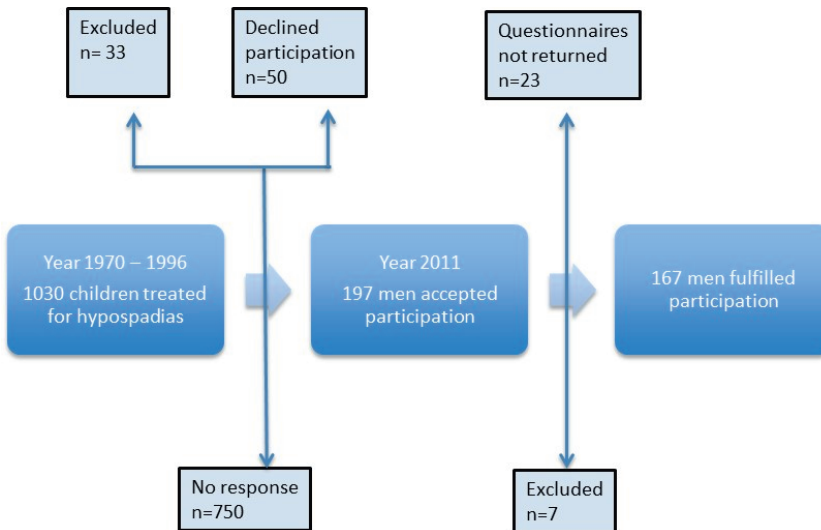 Excluded
n= 33
Declined
participation
n=50
Questionnaires
not returned
n=23
Year 1970 – 1996
1030 children treated
for hypospadias
Year 2011
197 men accepted
participation
167 men fulfilled
participation
No response
n=750
Excluded
n=7